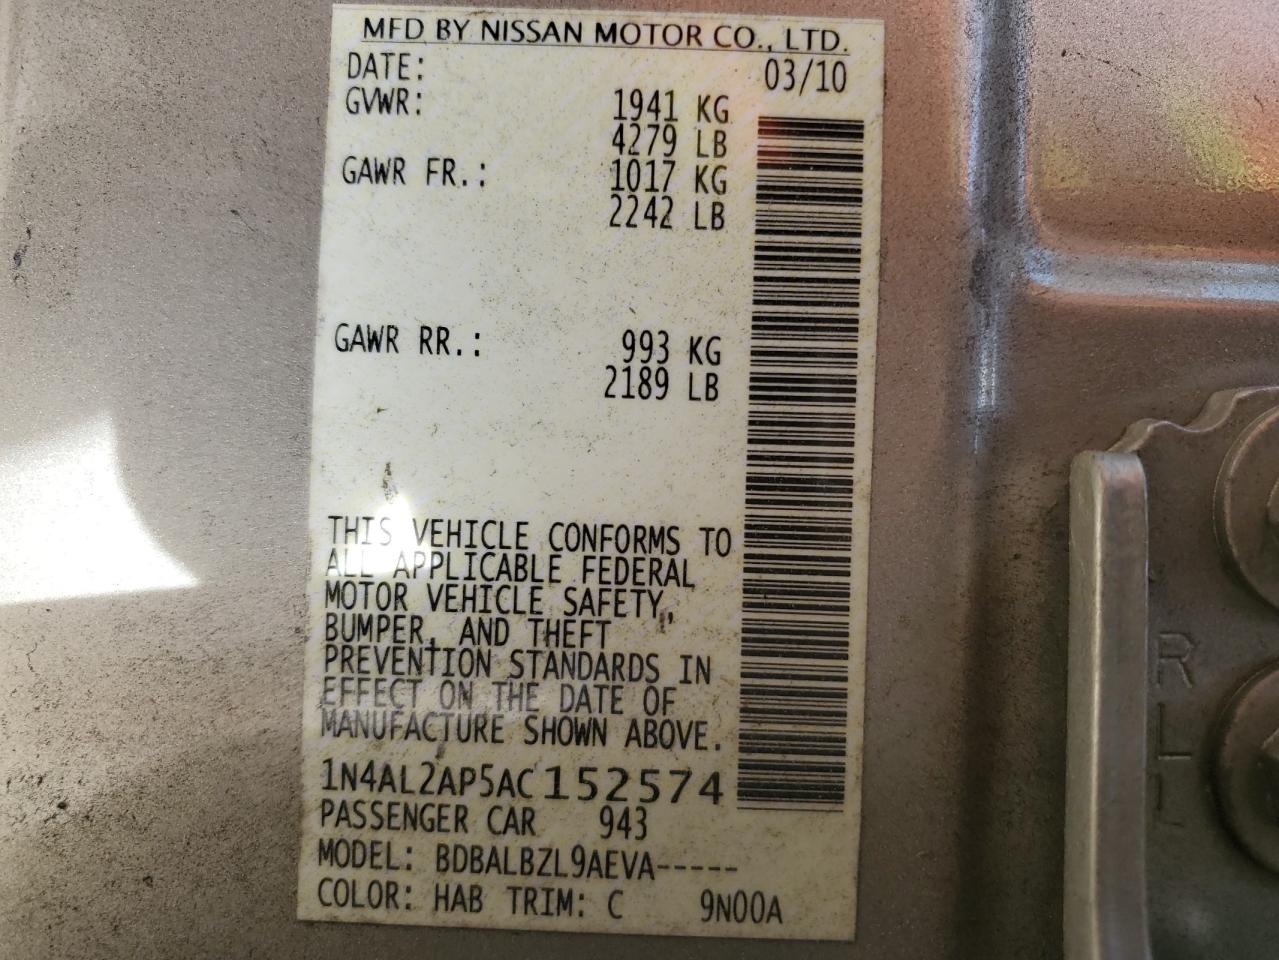 MFD BY NISSAN MOTOR CO., LTD.
DATE: 03/10
GVWR: 1941 KG
4279 LB
GAWR FR.: 1017 KG
2242 LB
GAWR RR.: 993 KG
2189 LB
THIS VEHICLE CONFORMS TO
ALL APPLICABLE FEDERAL
MOTOR VEHICLE SAFETY,
BUMPER, AND THEFT
PREVENTION STANDARDS IN
EFFECT ON THE DATE OF
MANUFACTURE SHOWN ABOVE.
1N4AL2AP5AC152574
PASSENGER CAR 943
MODEL: BDBALBZL9AEVA-----
COLOR: HAB TRIM: C 9N00A